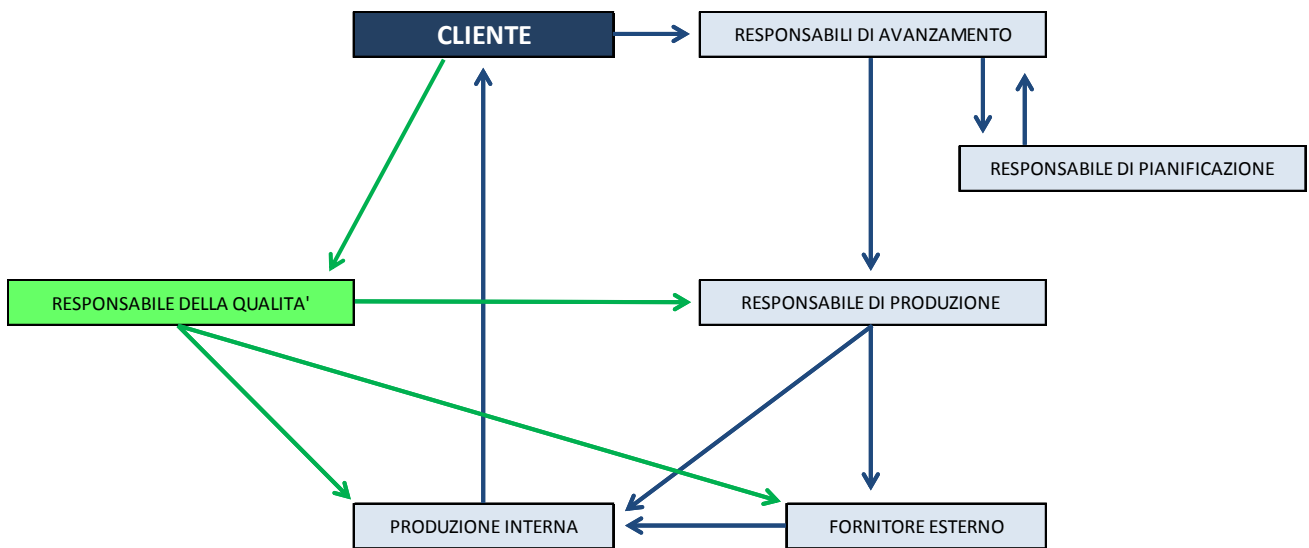 CLIENTE
RESPONSABILI DI AVANZAMENTO
RESPONSABILE DI PIANIFICAZIONE
RESPONSABILE DELLA QUALITA'
RESPONSABILE DI PRODUZIONE
PRODUZIONE INTERNA
FORNITORE ESTERNO